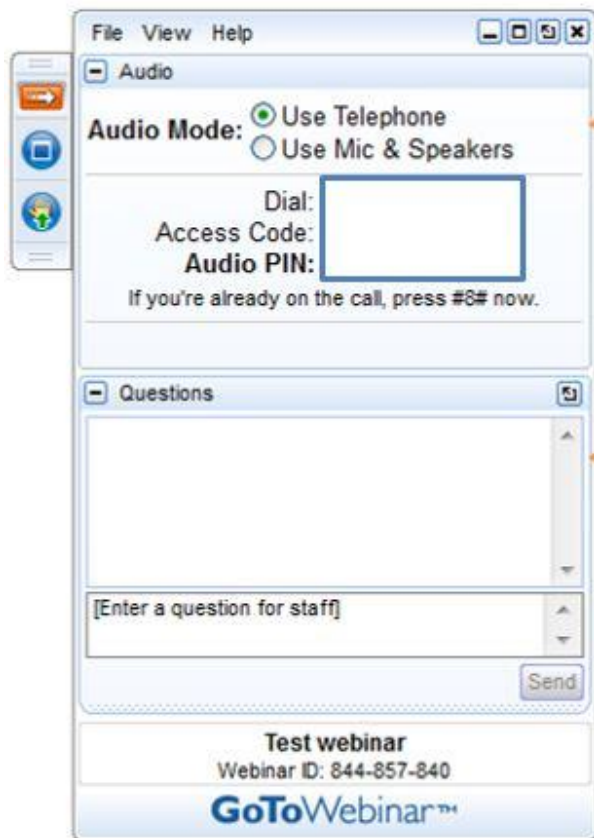 File View Help
Audio
Audio Mode: Use Telephone
Use Mic & Speakers
Dial:
Access Code:
Audio PIN:
If you're already on the call, press #8# now.
Questions
[Enter a question for staff]
Send
Test webinar
Webinar ID: 844-857-840
GoToWebinar™